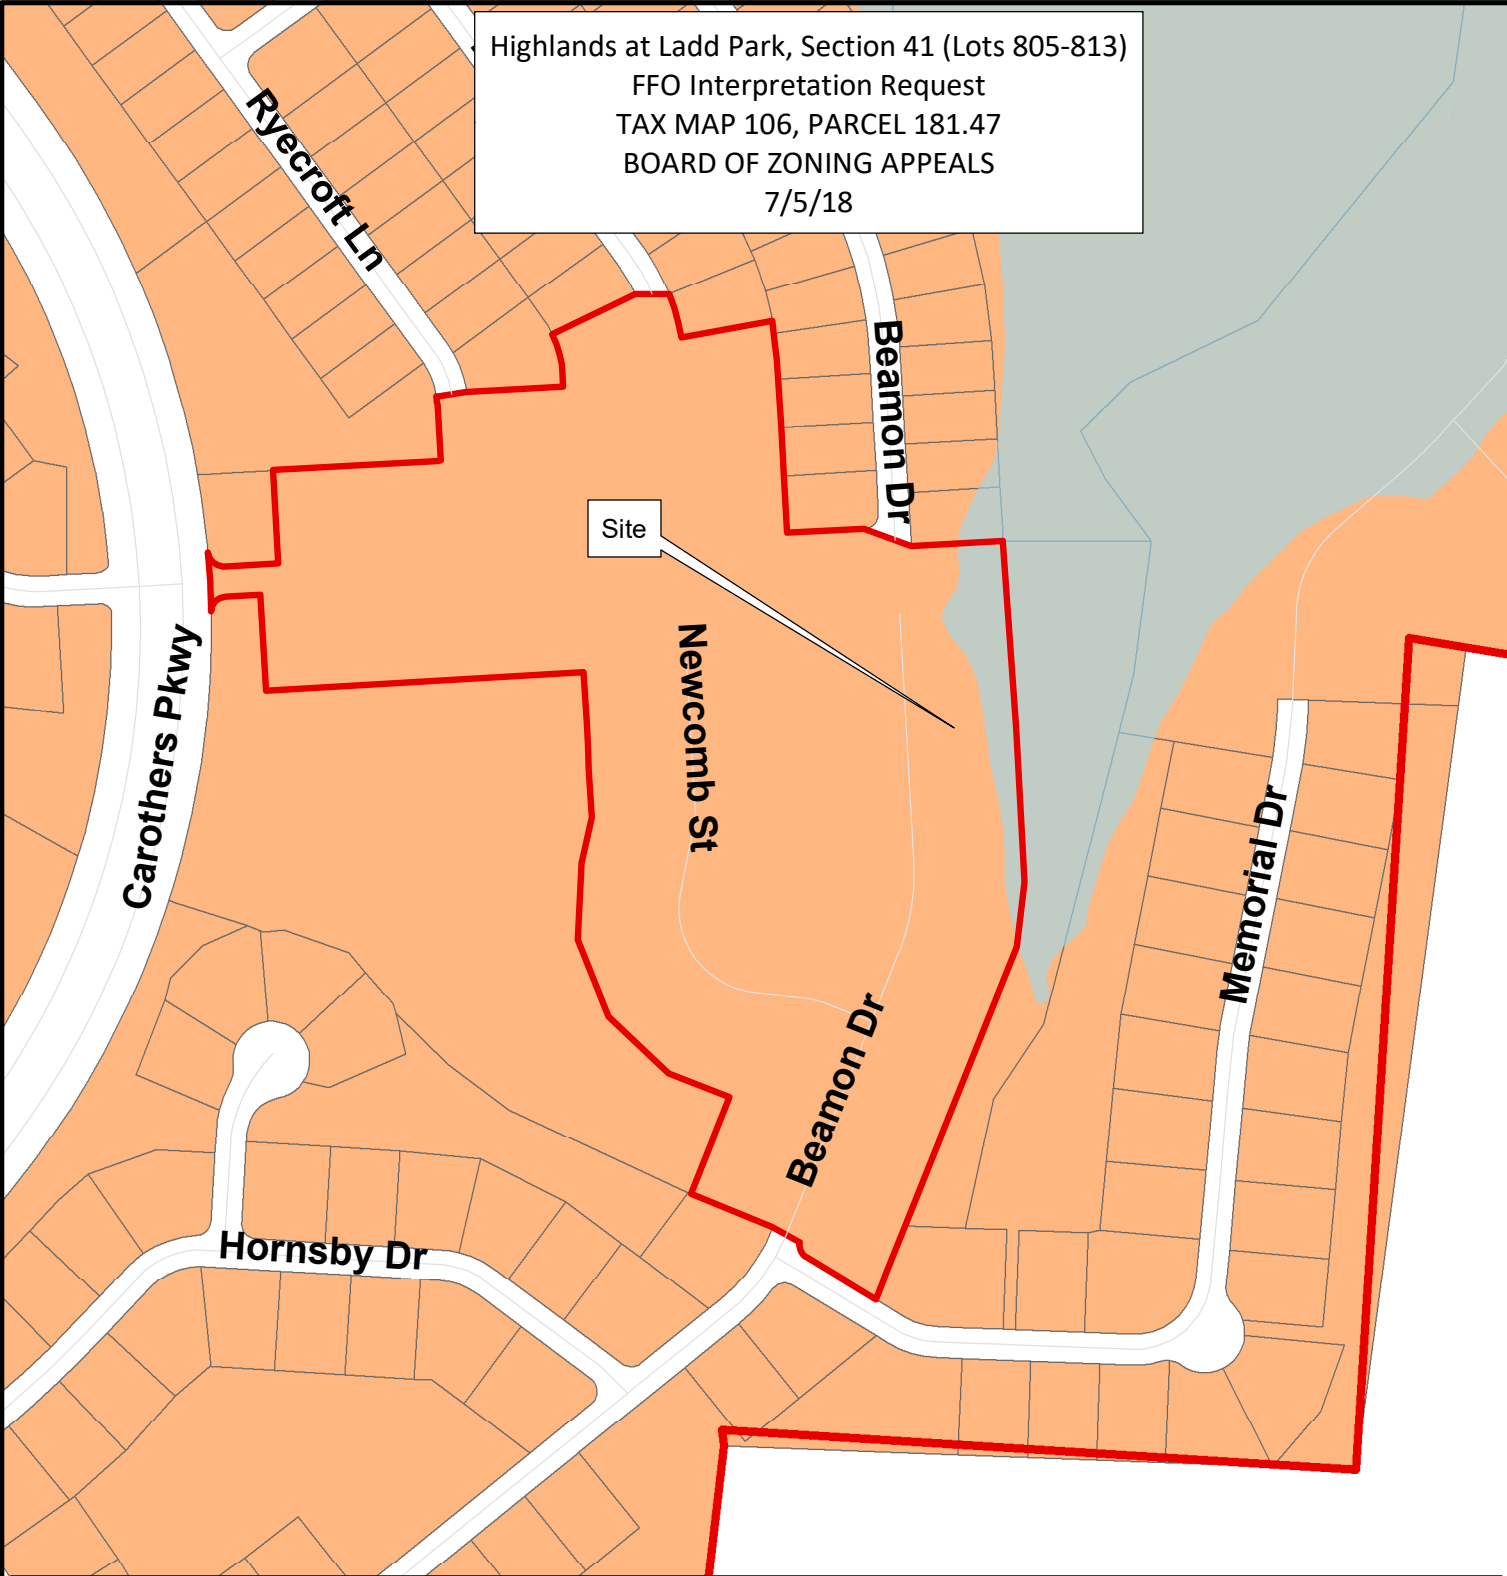 Highlands at Ladd Park, Section 41 (Lots 805-813)
FFO Interpretation Request
TAX MAP 106, PARCEL 181.47
BOARD OF ZONING APPEALS
7/5/18
Ryecroft Ln
Beamon Dr
Site
Newcomb St
Carothers Pkwy
Memorial Dr
Beamon Dr
Hornsby Dr